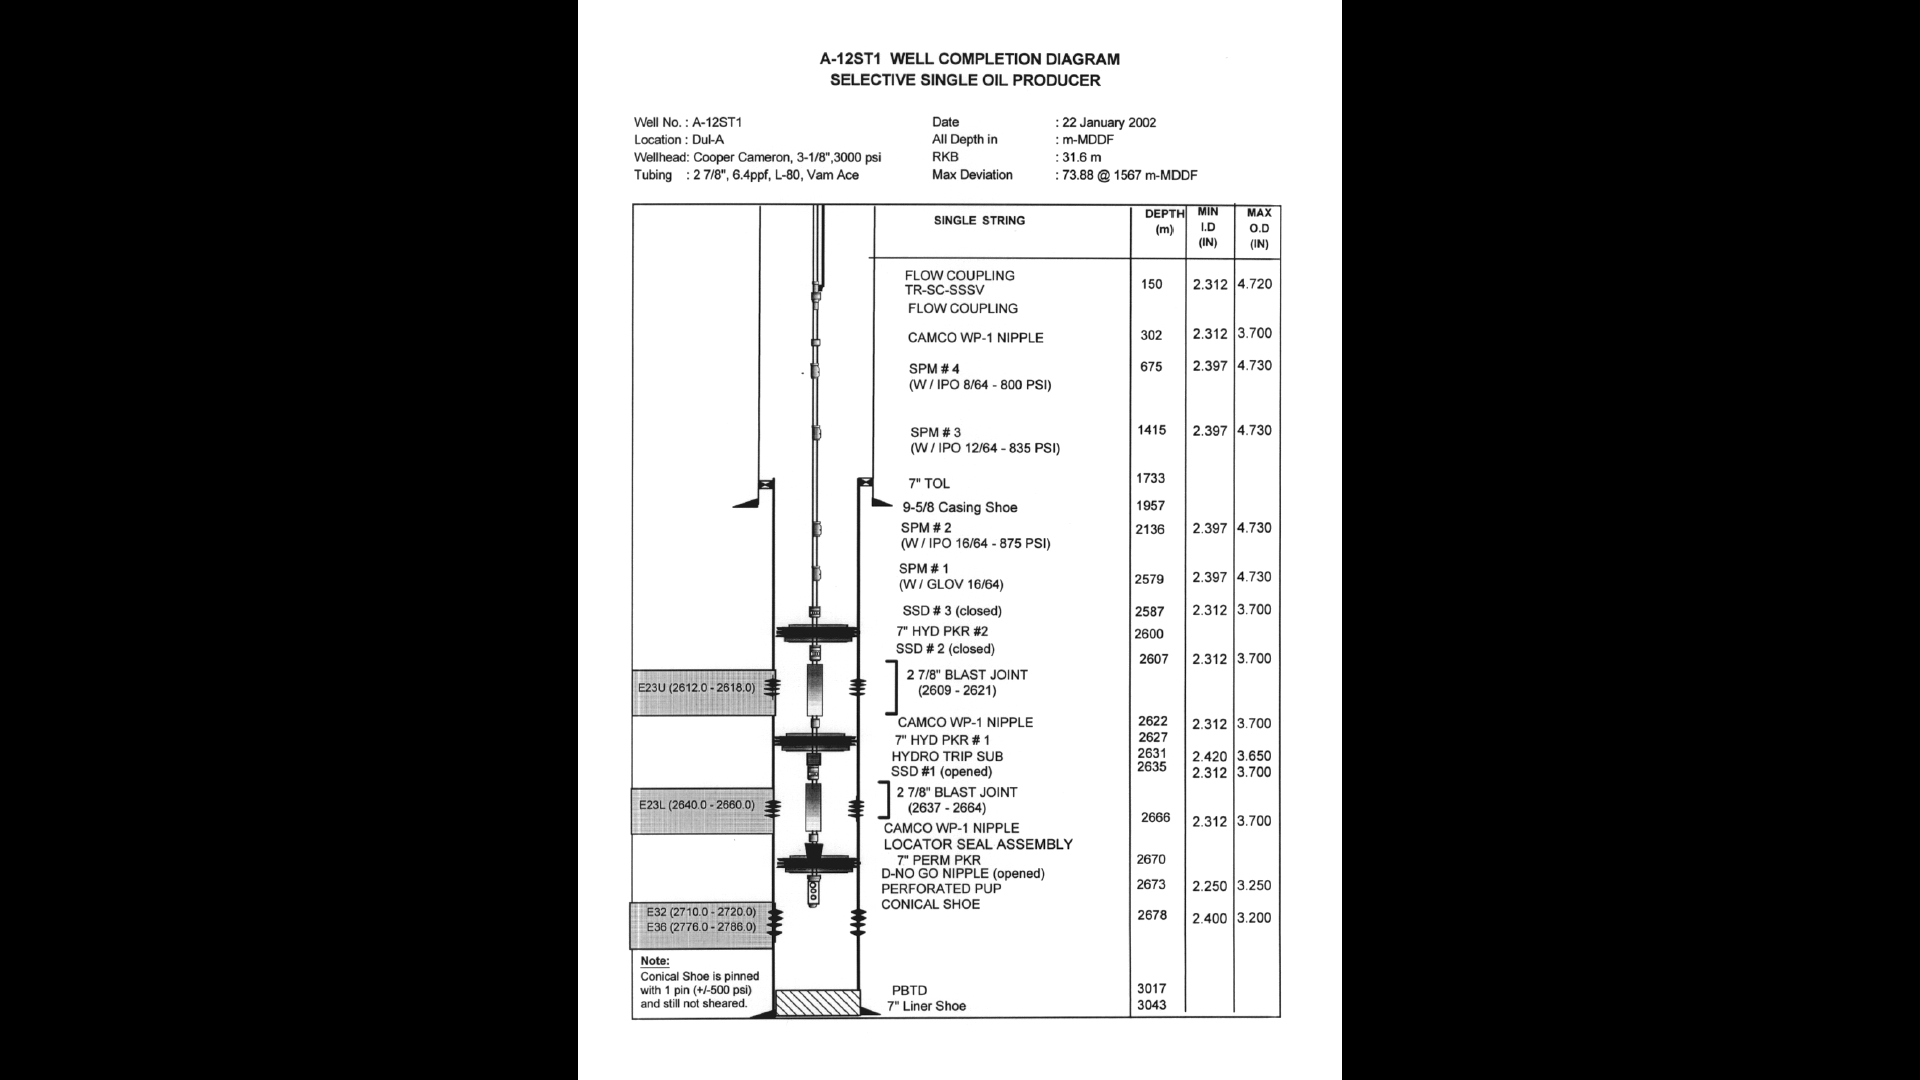 A-12ST1 WELL COMPLETION DIAGRAM
SELECTIVE SINGLE OIL PRODUCER
Well No. : A-12ST1 Date : 22 January 2002
Location : Dul-A All Depth in : m-MDDF
Wellhead: Cooper Cameron, 3-1/8",3000 psi RKB : 31.6 m
Tubing : 2 7/8", 6.4ppf, L-80, Vam Ace Max Deviation : 73.88 @ 1567 m-MDDF
SINGLE STRING DEPTH (m) MIN I.D (IN) MAX O.D (IN)
FLOW COUPLING
TR-SC-SSSV 150 2.312 4.720
FLOW COUPLING
CAMCO WP-1 NIPPLE 302 2.312 3.700
SPM # 4 675 2.397 4.730
(W / IPO 8/64 - 800 PSI)
SPM # 3 1415 2.397 4.730
(W / IPO 12/64 - 835 PSI)
7" TOL 1733
9-5/8 Casing Shoe 1957
SPM # 2 2136 2.397 4.730
(W / IPO 16/64 - 875 PSI)
SPM # 1
(W / GLOV 16/64) 2579 2.397 4.730
SSD # 3 (closed) 2587 2.312 3.700
7" HYD PKR #2 2600
SSD # 2 (closed) 2607 2.312 3.700
E23U (2612.0 - 2618.0) 2 7/8" BLAST JOINT
(2609 - 2621)
CAMCO WP-1 NIPPLE 2622 2.312 3.700
7" HYD PKR # 1 2627
HYDRO TRIP SUB 2631 2.420 3.650
SSD #1 (opened) 2635 2.312 3.700
E23L (2640.0 - 2660.0) 2 7/8" BLAST JOINT
(2637 - 2664)
CAMCO WP-1 NIPPLE 2666 2.312 3.700
LOCATOR SEAL ASSEMBLY
7" PERM PKR 2670
D-NO GO NIPPLE (opened) 2673 2.250 3.250
PERFORATED PUP
CONICAL SHOE 2678 2.400 3.200
E32 (2710.0 - 2720.0)
E36 (2776.0 - 2786.0)
Note:
Conical Shoe is pinned
with 1 pin (+/-500 psi)
and still not sheared.
PBTD 3017
7" Liner Shoe 3043